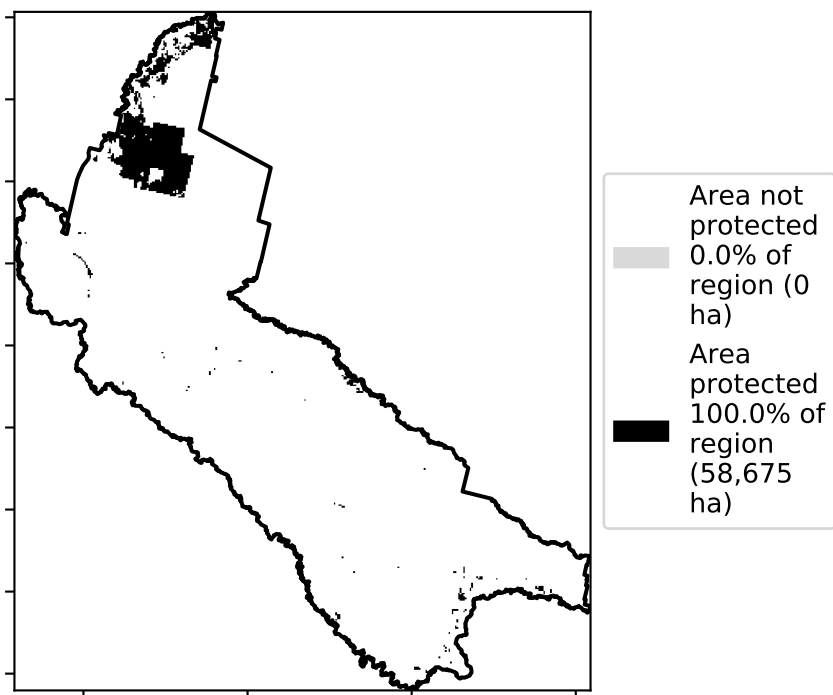 Area not
protected
0.0% of
region (0
ha)
Area
protected
100.0% of
region
(58,675
ha)